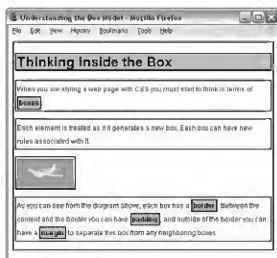 Understanding the Box Model - Mozilla Firefox
File Edit View History Bookmarks Tools Help
Thinking Inside the Box
When you are styling a web page with CSS you must start to think in terms of
boxes.
Each element is treated as if it generates a new box. Each box can have new
rules associated with it.
As you can see from the diagram above, each box has a border. Between the
content and the border you can have padding, and outside of the border you can
have a margin to separate this box from any neighboring boxes.